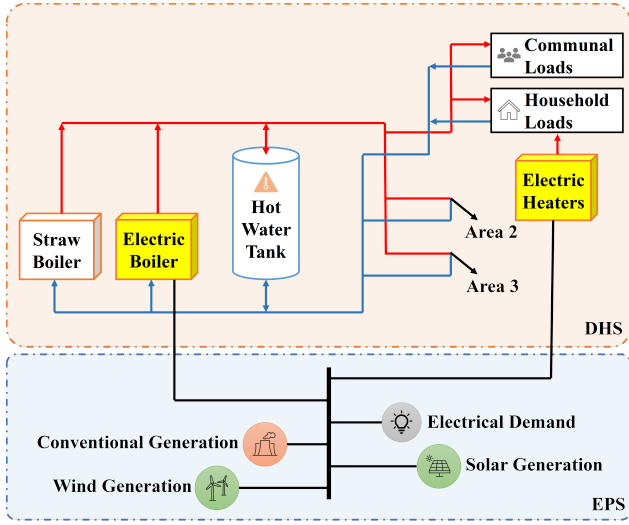 Communal
Loads
Household
Loads
Electric
Heaters
Hot
Water
Tank
Straw
Boiler
Electric
Boiler
Area 2
Area 3
DHS
Electrical Demand
Conventional Generation
Solar Generation
Wind Generation
EPS